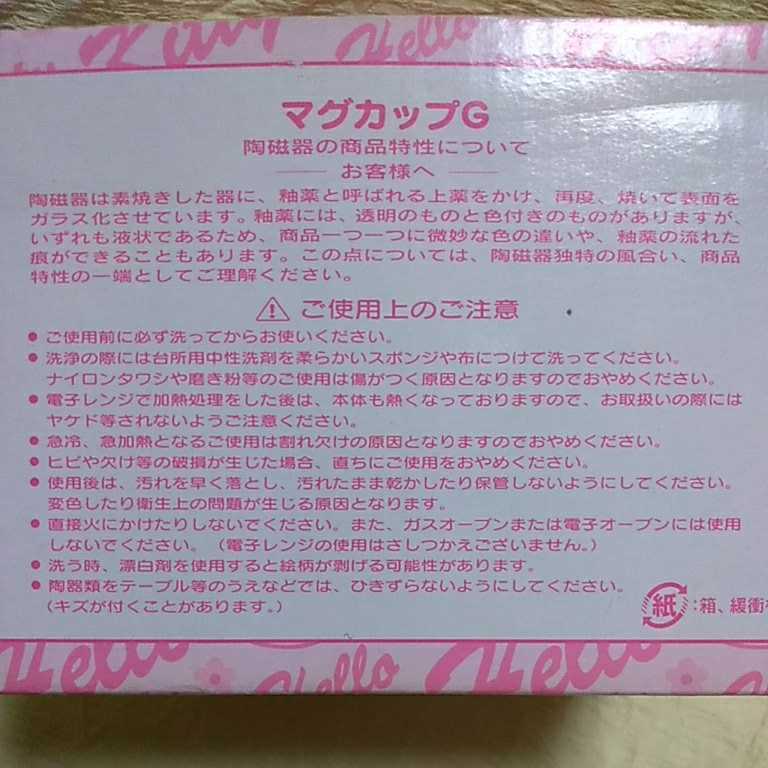 Kitty Hello Kitty
マグカップG
陶磁器の商品特性について
お客様へ
陶磁器は素焼きした器に、釉薬と呼ばれる上薬をかけ、再度、焼いて表面を
ガラス化させています。釉薬には、透明のものと色付きのものがありますが、
いずれも液状であるため、商品一つ一つに微妙な色の違いや、釉薬の流れた
痕ができることもあります。この点については、陶磁器独特の風合い、商品
特性の一端としてご理解ください。
ご使用上のご注意
●ご使用前に必ず洗ってからお使いください。
●洗浄の際には台所用中性洗剤を柔らかいスポンジや布につけて洗ってください。
ナイロンタワシや磨き粉等のご使用は傷がつく原因となりますのでおやめください。
●電子レンジで加熱処理をした後は、本体も熱くなっておりますので、お取扱いの際には
ヤケド等されないようご注意ください。
●急冷、急加熱となるご使用は割れ欠けの原因となりますのでおやめください。
●ヒビや欠け等の破損が生じた場合、直ちにご使用をおやめください。
●使用後は、汚れを早く落とし、汚れたまま乾かしたり保管しないようにしてください。
変色したり衛生上の問題が生じる原因となります。
●直接火にかけたりしないでください。また、ガスオーブンまたは電子オーブンには使用
しないでください。（電子レンジの使用はさしつかえございません。）
●洗う時、漂白剤を使用すると絵柄が剥げる可能性があります。
●陶器類をテーブル等のうえなどでは、ひきずらないようにしてください。
（キズが付くことがあります。）
紙：箱、緩衝
Hello Hello Hello